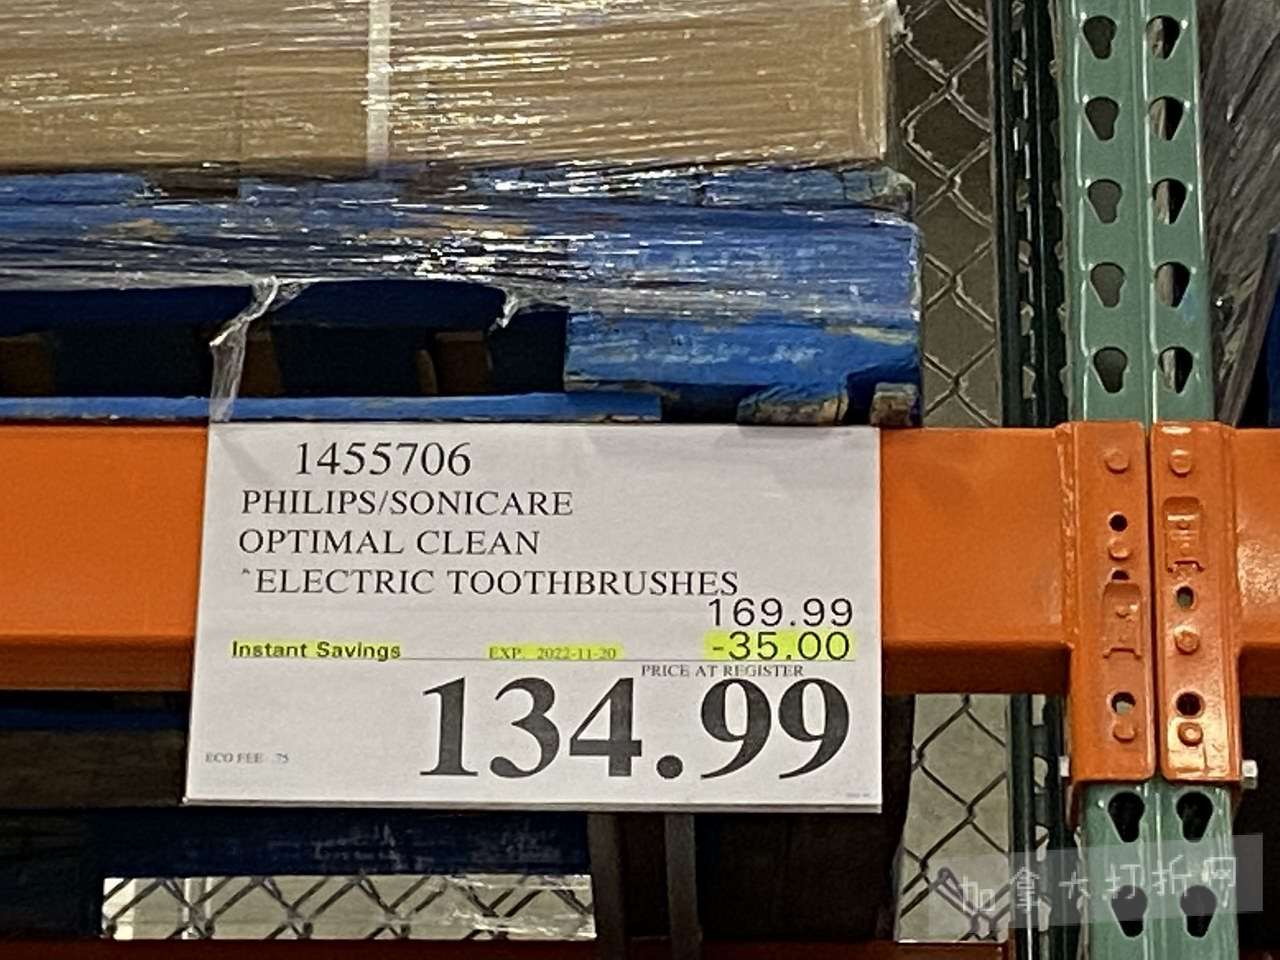 1455706
PHILIPS/SONICARE
OPTIMAL CLEAN
^ELECTRIC TOOTHBRUSHES
169.99
Instant Savings EXP. 2022-11-20 -35.00
PRICE AT REGISTER
134.99
ECO FEE .75
加拿大打折网